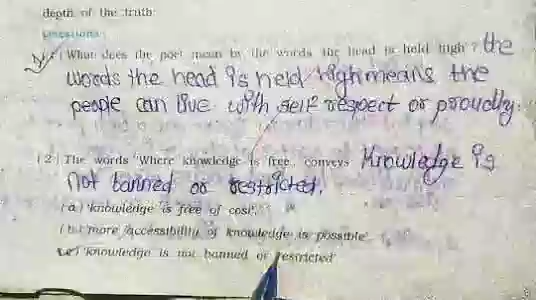 depth of the truth.
Questions:
(1) What does the poet mean by the words the head is held high'? the
words the head is held high means the
people can live with self respect or proudly.
(2) The words 'Where knowledge is free, conveys knowledge is
not banned or restricted.
(a) 'knowledge is free of cost'.
(b) 'more accessibility of knowledge is possible'.
(c) 'knowledge is not banned or restricted'